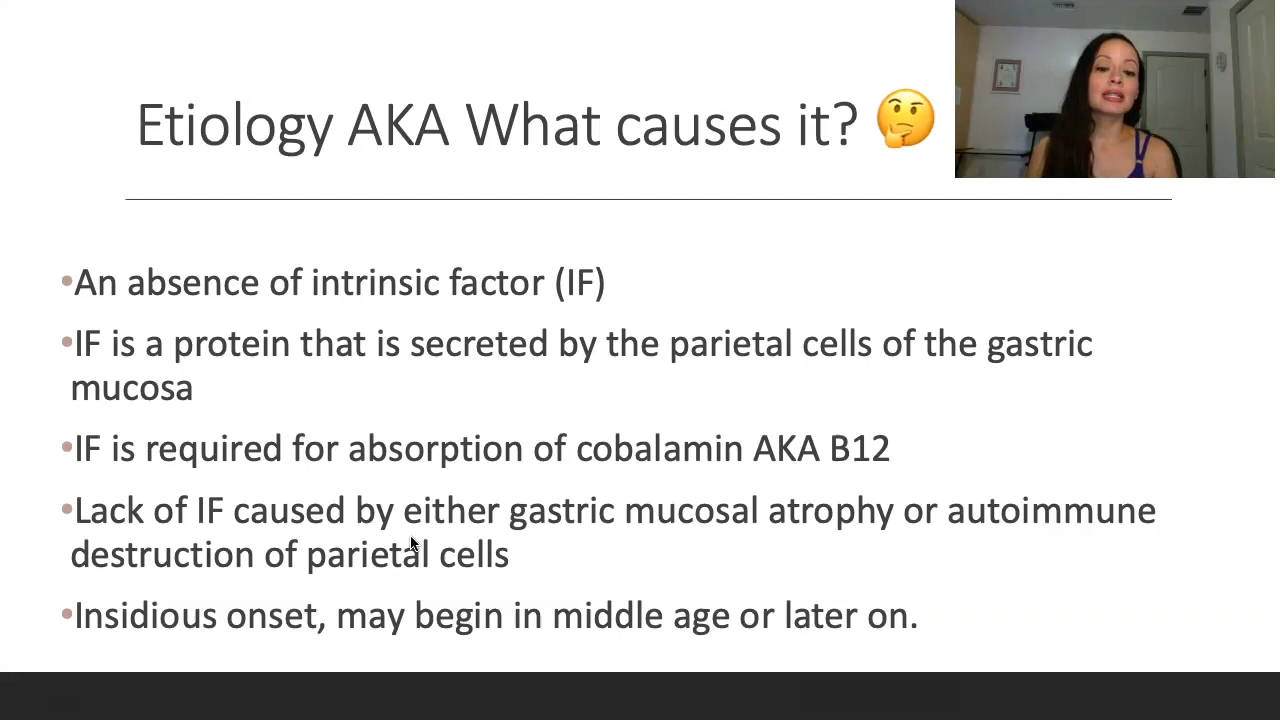 Etiology AKA What causes it? 🤔
•An absence of intrinsic factor (IF)
•IF is a protein that is secreted by the parietal cells of the gastric
mucosa
•IF is required for absorption of cobalamin AKA B12
•Lack of IF caused by either gastric mucosal atrophy or autoimmune
destruction of parietal cells
•Insidious onset, may begin in middle age or later on.